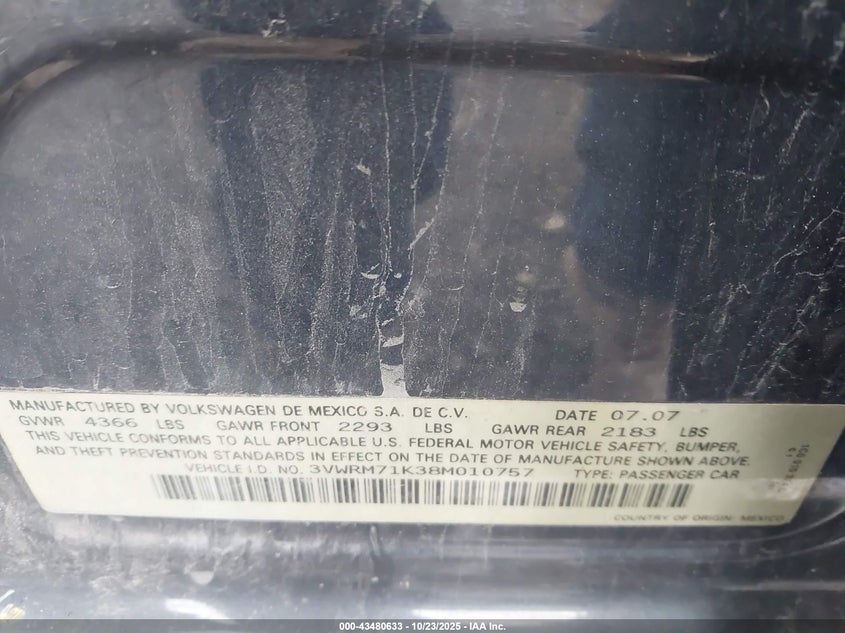 MANUFACTURED BY VOLKSWAGEN DE MEXICO S.A. DE C.V. DATE 07.07
GVWR 4366 LBS GAWR FRONT 2293 LBS GAWR REAR 2183 LBS
THIS VEHICLE CONFORMS TO ALL APPLICABLE U.S. FEDERAL MOTOR VEHICLE SAFETY, BUMPER,
AND THEFT PREVENTION STANDARDS IN EFFECT ON THE DATE OF MANUFACTURE SHOWN ABOVE.
VEHICLE I.D. NO. 3VWRM71K38M010757 TYPE: PASSENGER CAR
COUNTRY OF ORIGIN: MEXICO
000-43480633 - 10/23/2025 - IAA Inc.